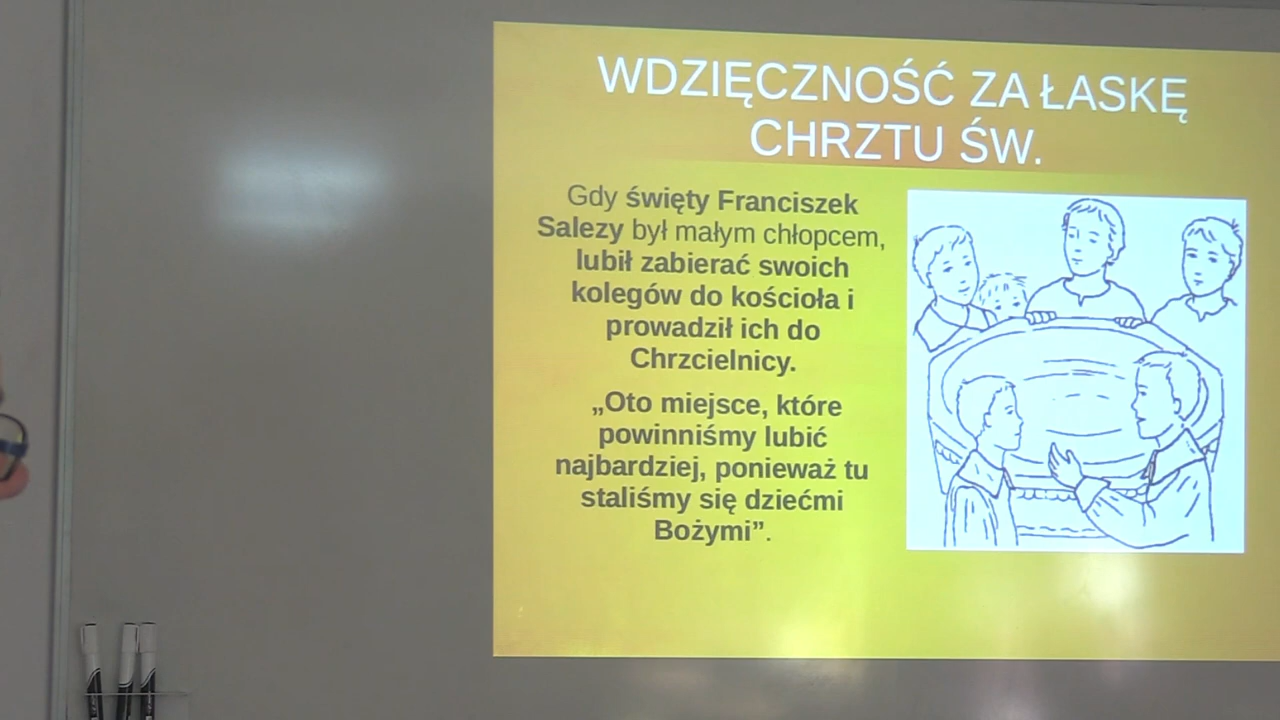 WDZIĘCZNOŚĆ ZA ŁASKĘ
CHRZTU ŚW.
Gdy święty Franciszek
Salezy był małym chłopcem,
lubił zabierać swoich
kolegów do kościoła i
prowadził ich do
Chrzcielnicy.
„Oto miejsce, które
powinniśmy lubić
najbardziej, ponieważ tu
staliśmy się dziećmi
Bożymi”.